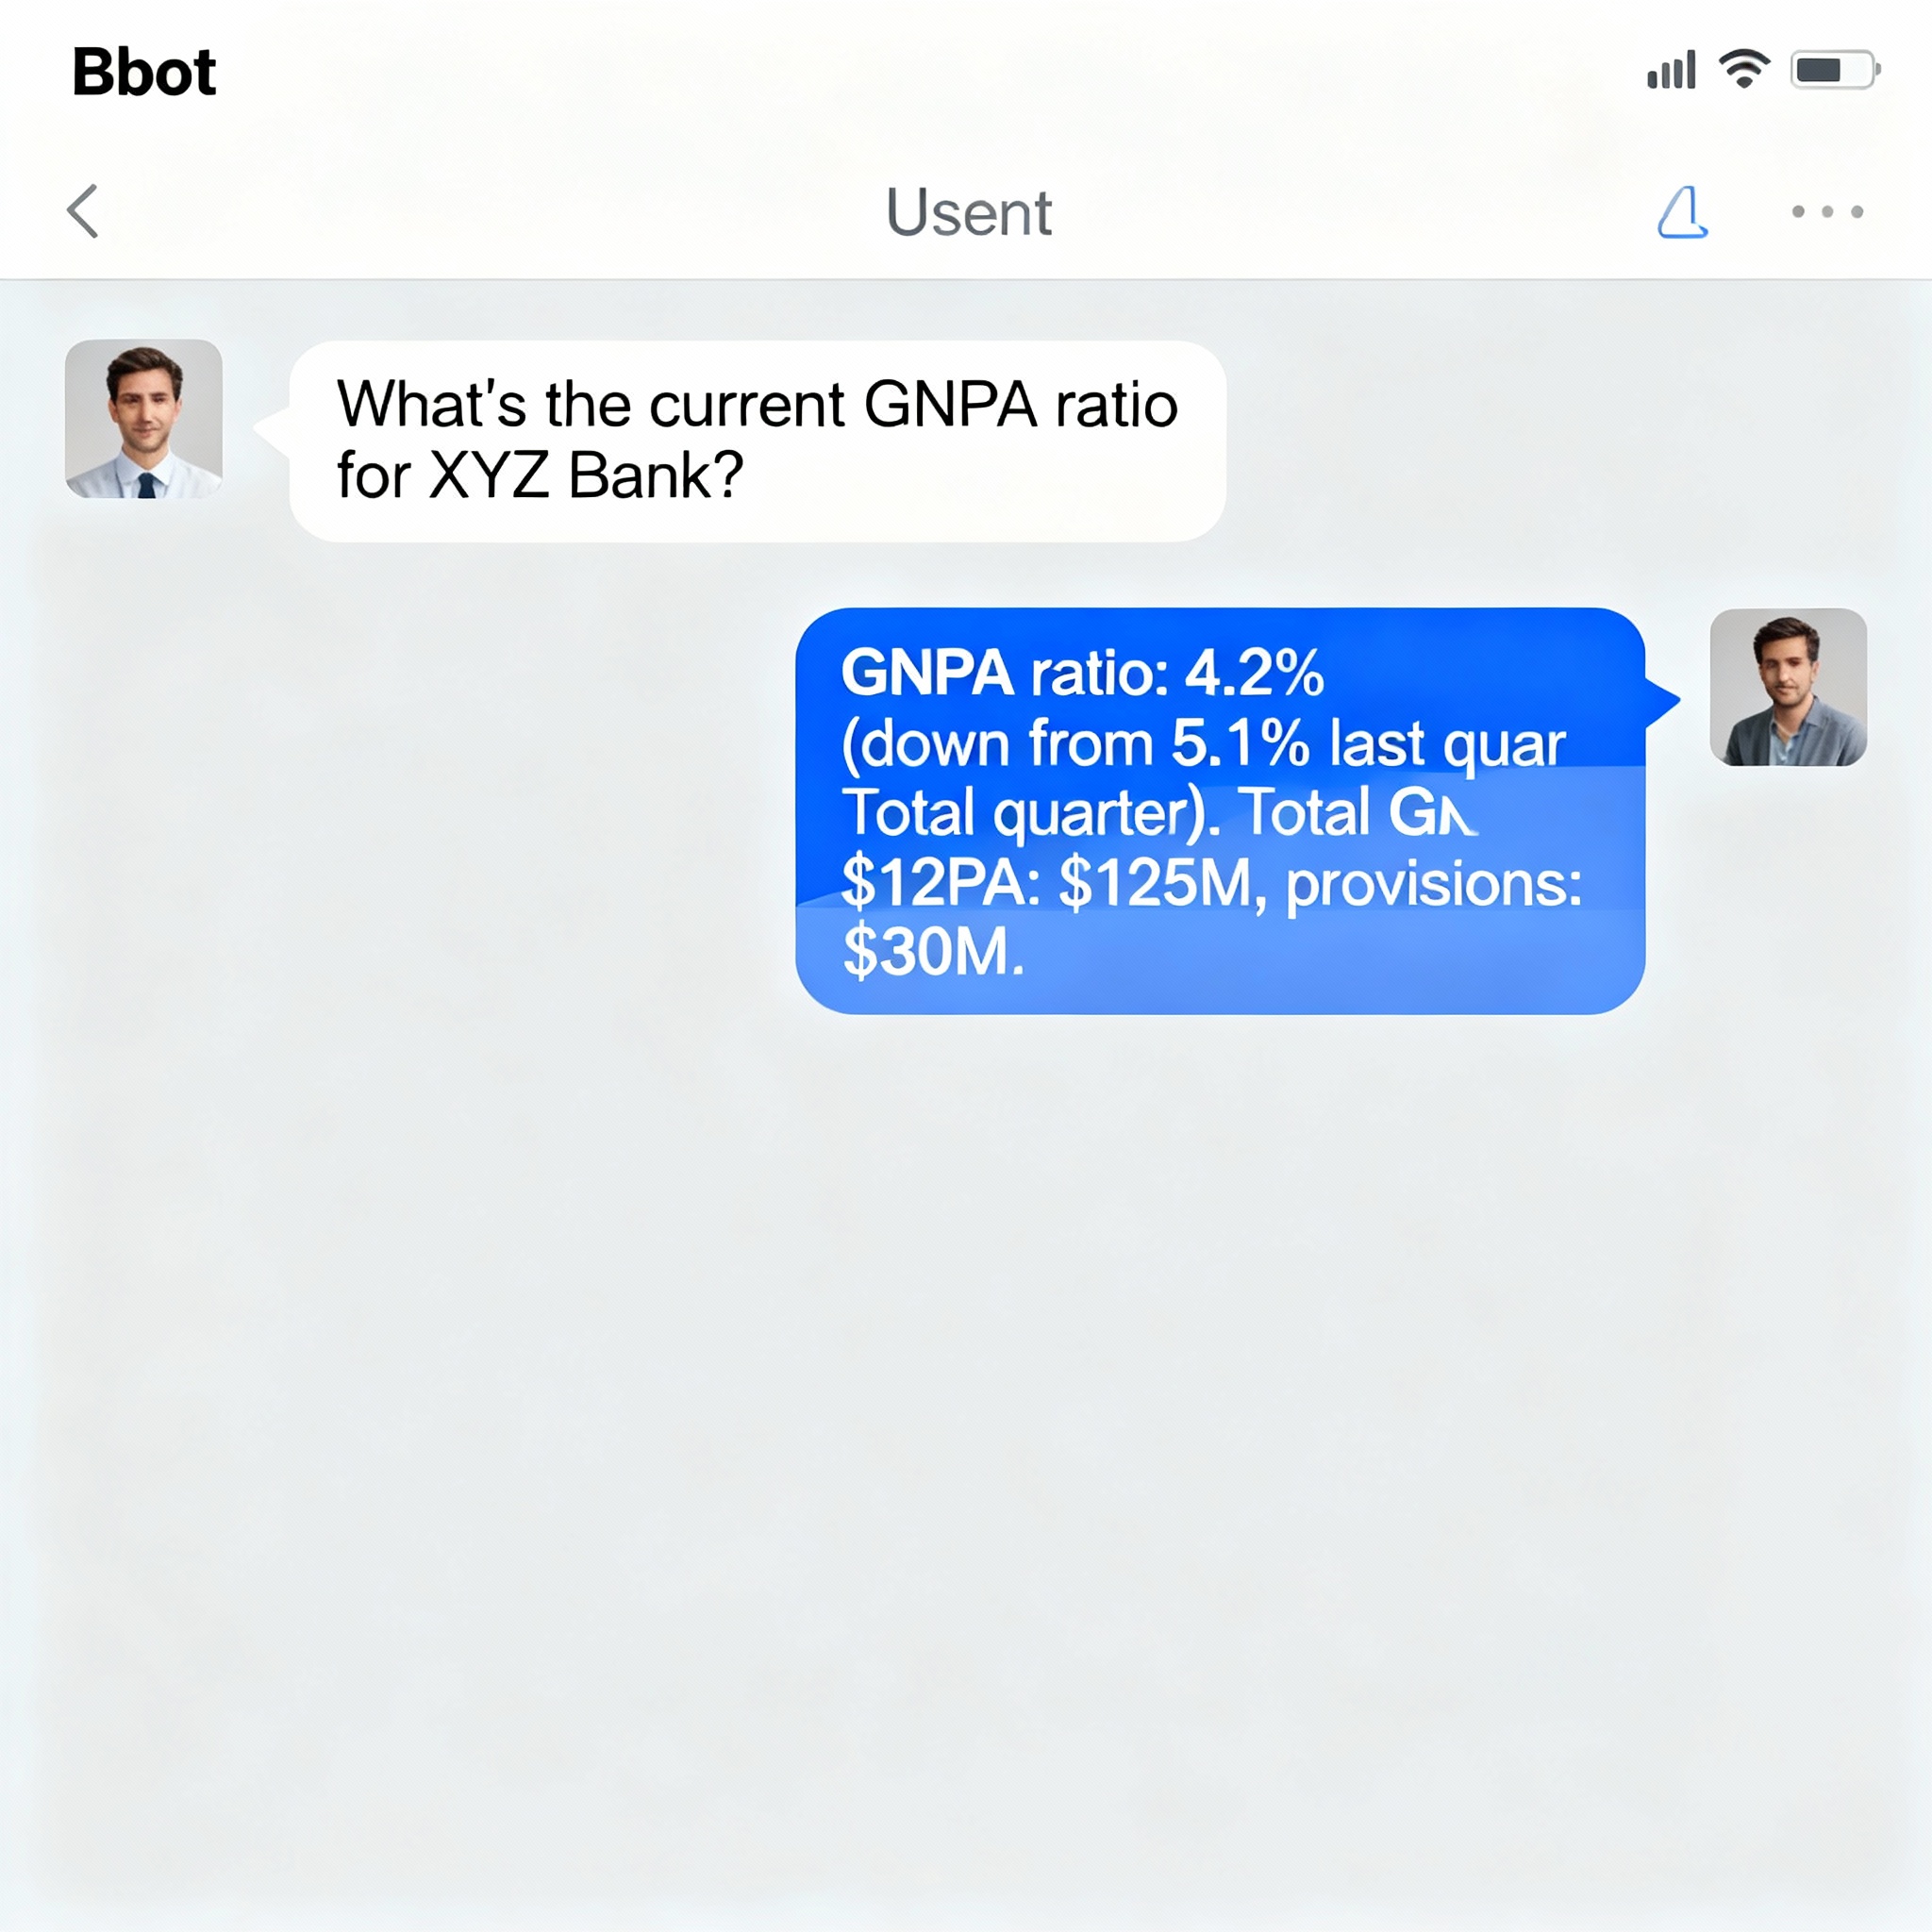 Bbot
Usent
What's the current GNPA ratio
for XYZ Bank?
GNPA ratio: 4.2%
(down from 5.1% last quar
Total quarter). Total
$12PA: $125M, provisions:
$30M.